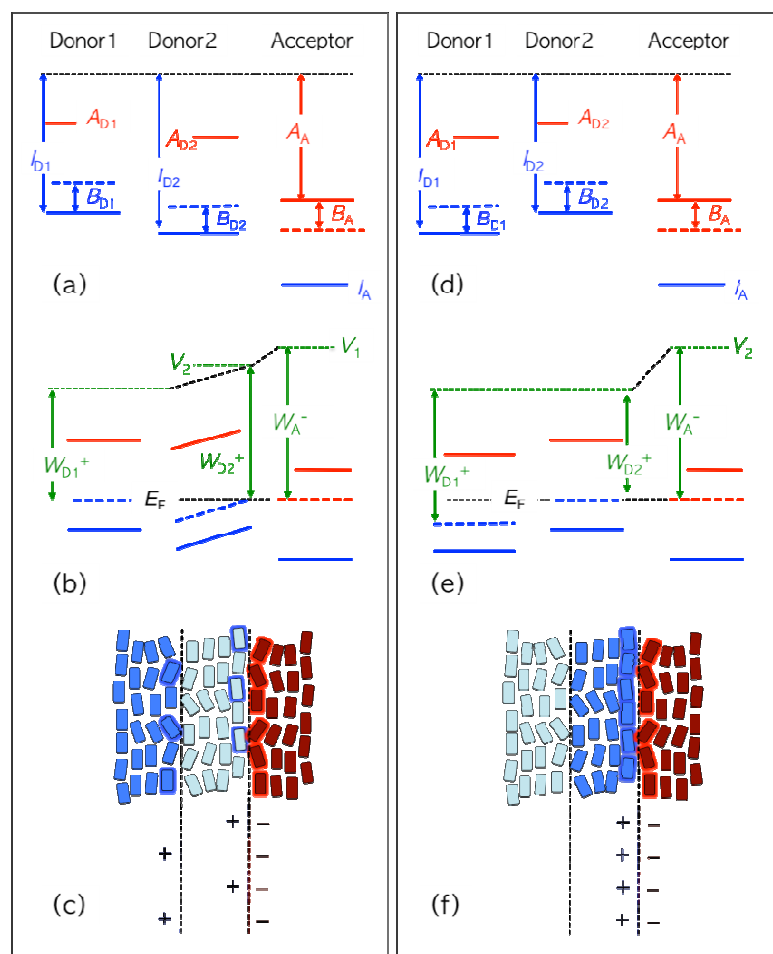 Donor1 Donor2 Acceptor
A_D1
A_D2
A_A
I_D1
I_D2
B_D1
B_D2
B_A
(a)
I_A
V_1
V_2
W_A^-
W_D1^+
W_D2^+
E_F
(b)
+ −
+ −
+ −
+ −
(c)
Donor1 Donor2 Acceptor
A_D2
A_D1
A_A
I_D1
I_D2
B_D2
B_D1
B_A
(d)
I_A
V_2
W_A^-
W_D1^+
W_D2^+
E_F
(e)
+ −
+ −
+ −
+ −
(f)